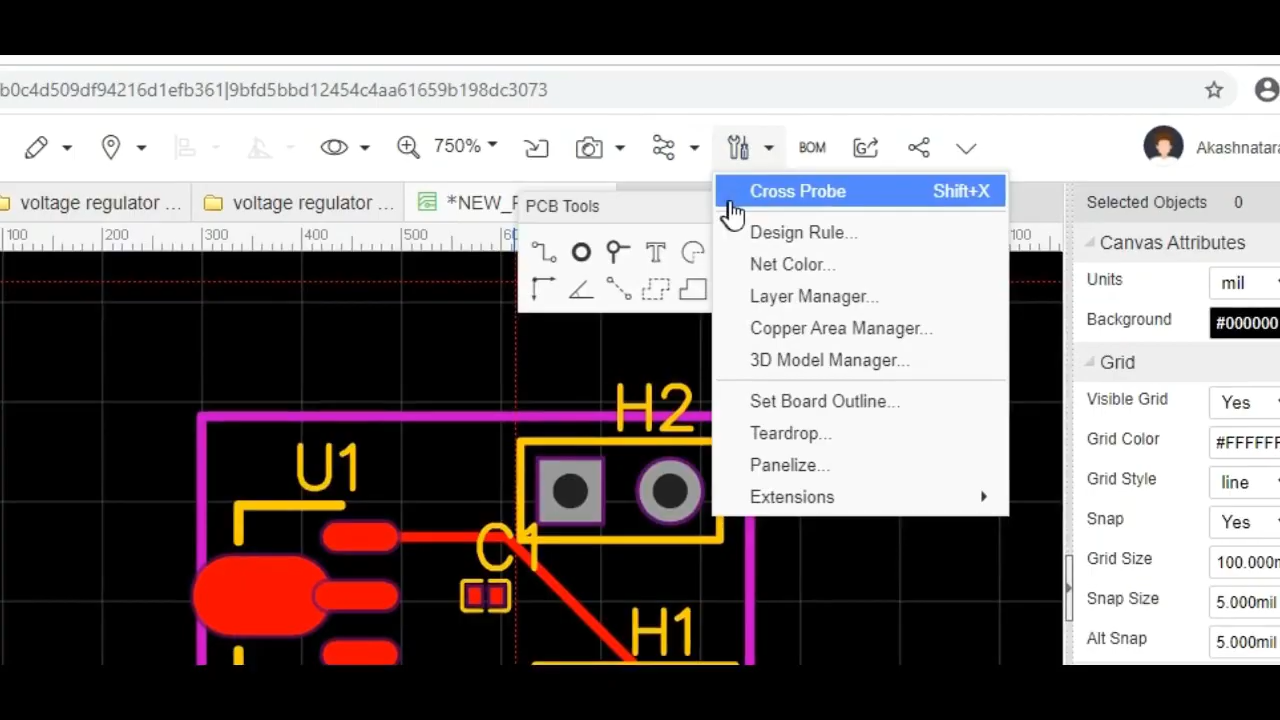 b0c4d509df94216d1efb361|9bfd5bbd12454c4aa61659b198dc3073
750% BOM Akashnatara
voltage regulator ... voltage regulator ... *NEW_P PCB Tools
100 200 300 400 500 100
Cross Probe Shift+X
Design Rule...
Net Color...
Layer Manager...
Copper Area Manager...
3D Model Manager...
Set Board Outline...
Teardrop...
Panelize...
Extensions
Selected Objects 0
Canvas Attributes
Units mil
Background #000000
Grid
Visible Grid Yes
Grid Color #FFFFFF
Grid Style line
Snap Yes
Grid Size 100.000m
Snap Size 5.000mil
Alt Snap 5.000mil
H2
U1
C1
H1